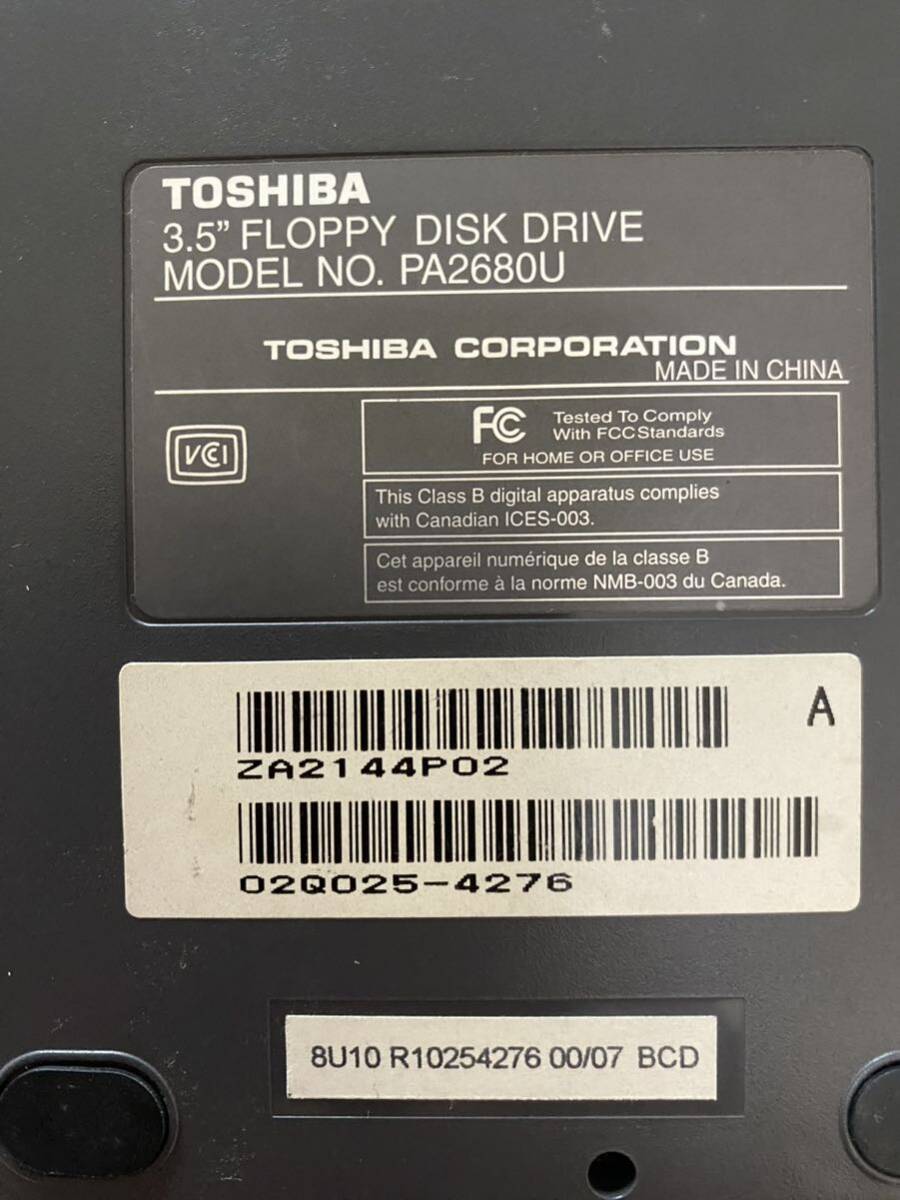 TOSHIBA
3.5” FLOPPY DISK DRIVE
MODEL NO. PA2680U
TOSHIBA CORPORATION
MADE IN CHINA
VCI
FC Tested To Comply
With FCC Standards
FOR HOME OR OFFICE USE
This Class B digital apparatus complies
with Canadian ICES-003.
Cet appareil numérique de la classe B
est conforme à la norme NMB-003 du Canada.
A
ZA2144P02
02Q025-4276
8U10 R10254276 00/07 BCD